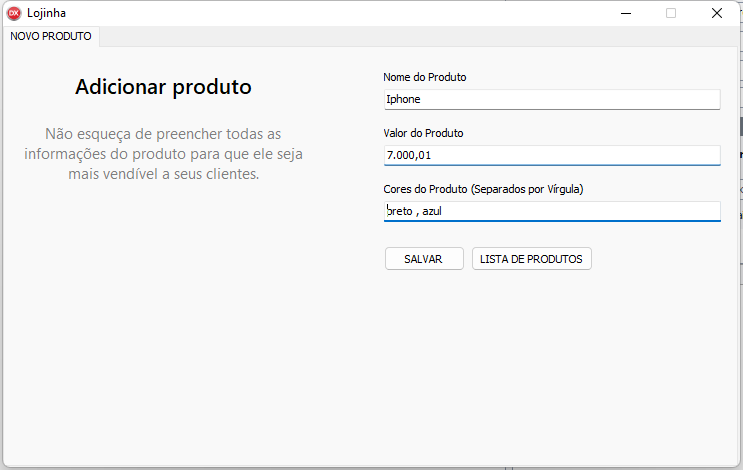 DX Lojinha
NOVO PRODUTO
Adicionar produto
Não esqueça de preencher todas as
informações do produto para que ele seja
mais vendível a seus clientes.
Nome do Produto
Iphone
Valor do Produto
7.000,01
Cores do Produto (Separados por Vírgula)
preto , azul
SALVAR
LISTA DE PRODUTOS